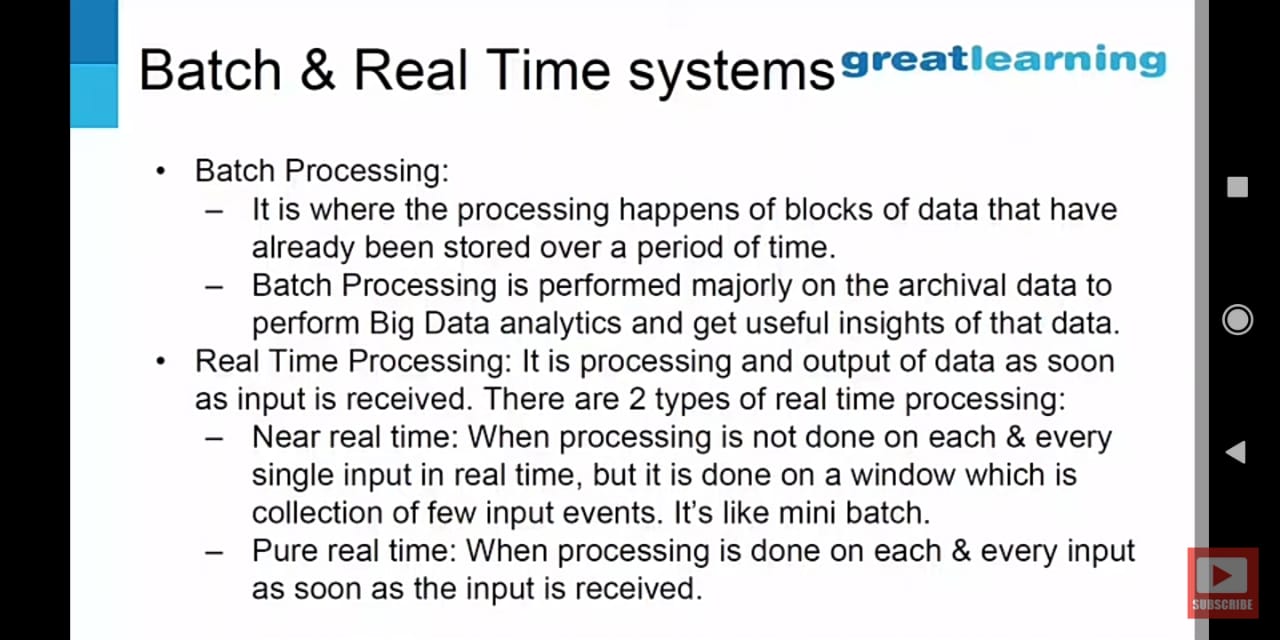 Batch & Real Time systems greatlearning
• Batch Processing:
– It is where the processing happens of blocks of data that have
already been stored over a period of time.
– Batch Processing is performed majorly on the archival data to
perform Big Data analytics and get useful insights of that data.
• Real Time Processing: It is processing and output of data as soon
as input is received. There are 2 types of real time processing:
– Near real time: When processing is not done on each & every
single input in real time, but it is done on a window which is
collection of few input events. It's like mini batch.
– Pure real time: When processing is done on each & every input
as soon as the input is received.
SUBSCRIBE